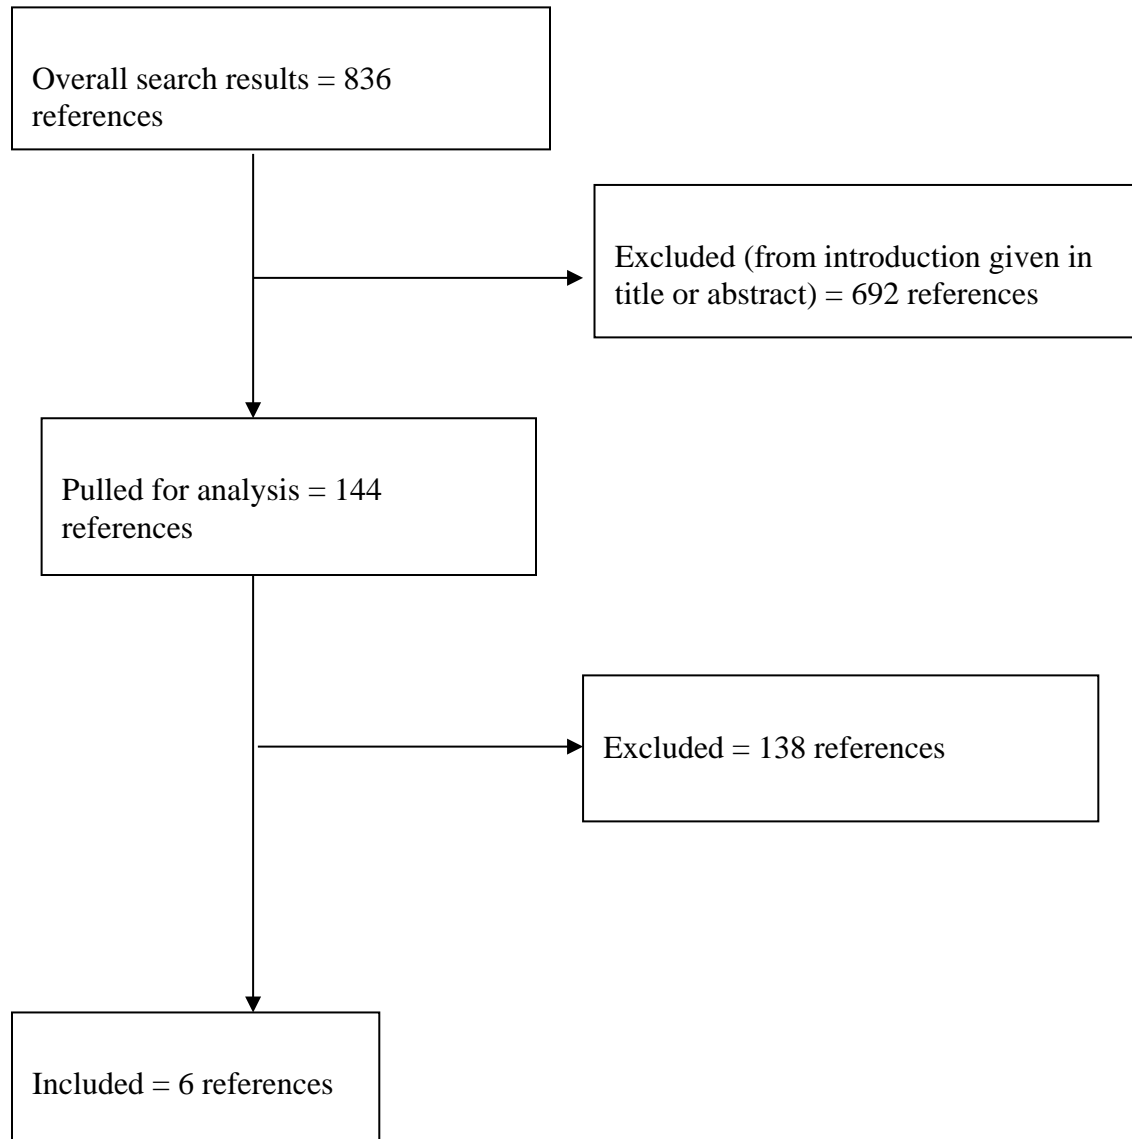 Overall search results = 836
references
Excluded (from introduction given in
title or abstract) = 692 references
Pulled for analysis = 144
references
Excluded = 138 references
Included = 6 references